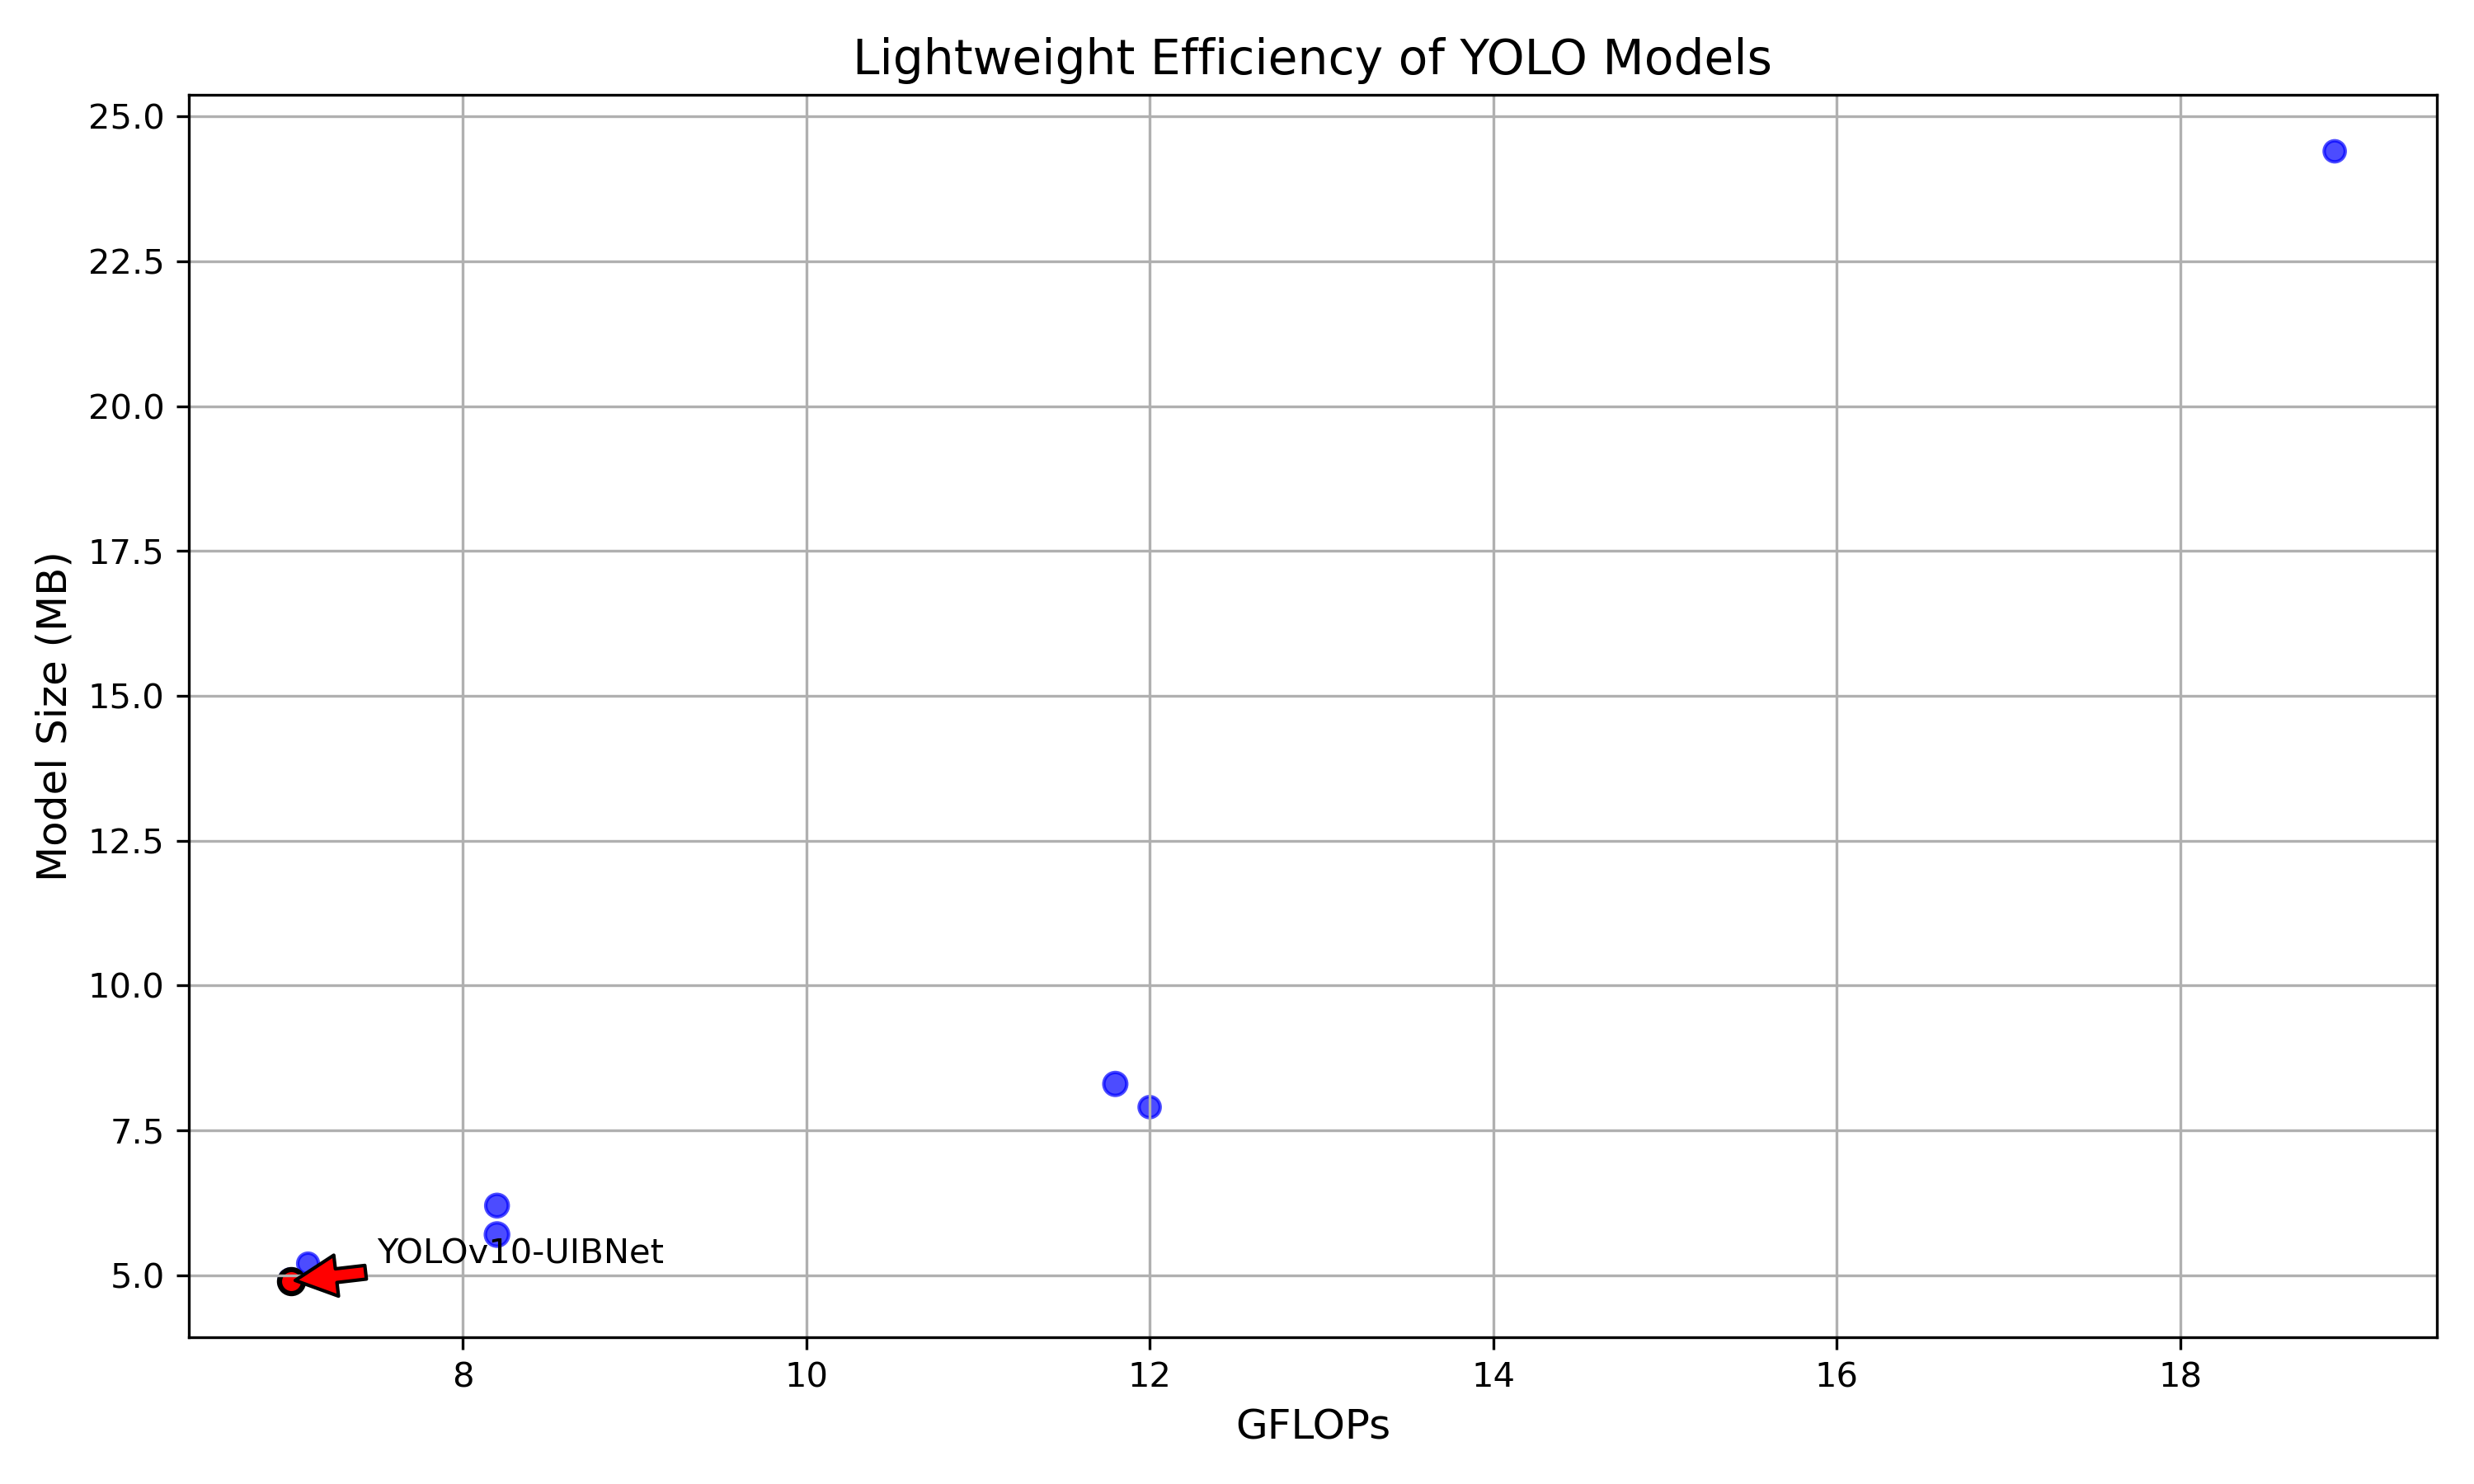 Lightweight Efficiency of YOLO Models
25.0
22.5
20.0
17.5
15.0
12.5
10.0
7.5
5.0
Model Size (MB)
YOLOv10-UIBNet
8 10 12 14 16 18
GFLOPs